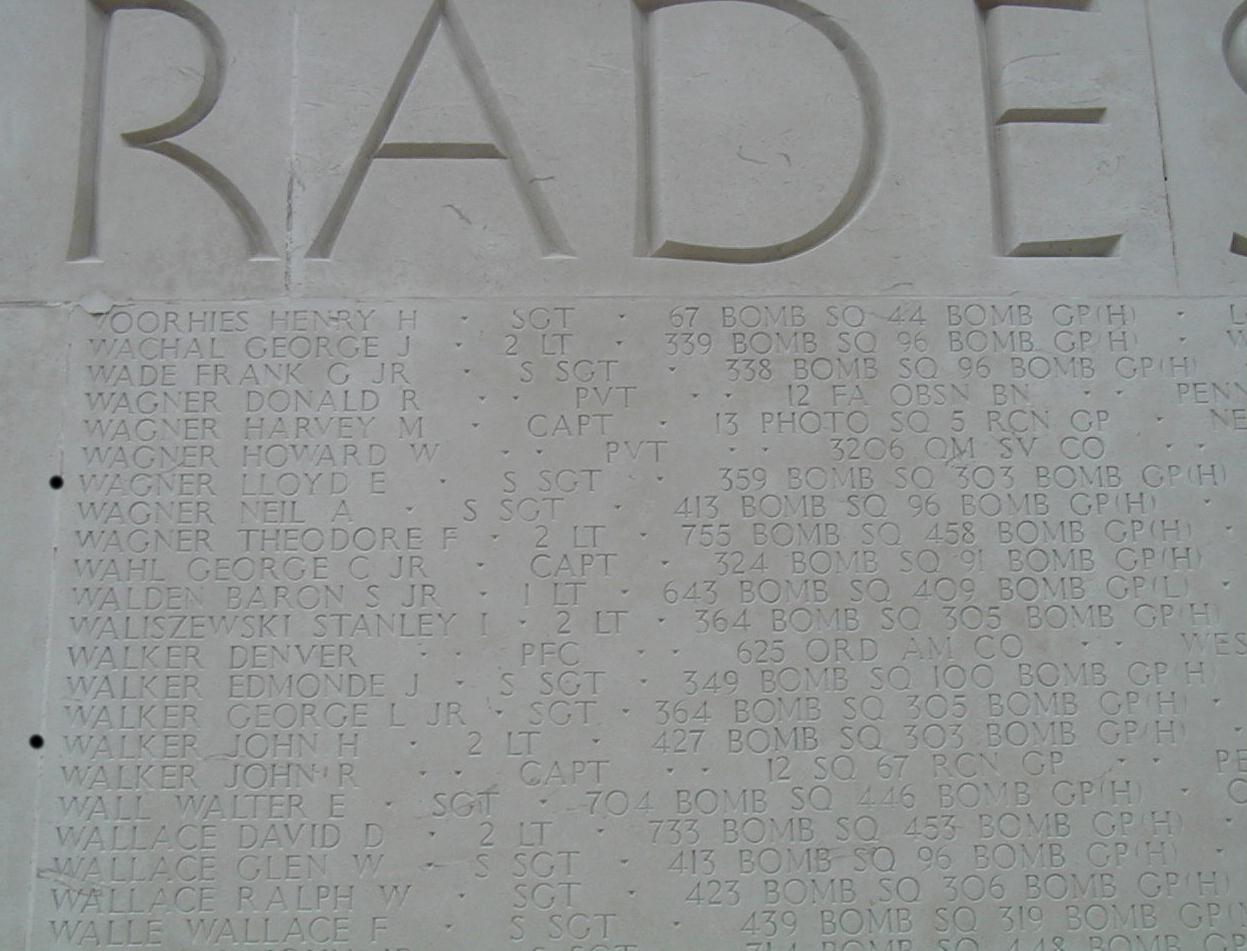 RADES
VOORHIES HENRY H · SGT · 67 BOMB SQ 44 BOMB GP(H) ·
WACHAL GEORGE J · 2 LT · 339 BOMB SQ 96 BOMB GP(H) ·
WADE FRANK G JR · S SGT · 338 BOMB SQ 96 BOMB GP(H)
WAGNER DONALD R · · PVT · · 12 FA OBSN BN · · PENN
WAGNER HARVEY M · CAPT · 13 PHOTO SQ 5 RCN GP · NE
WAGNER HOWARD W · · PVT · · 3206 QM SV CO · ·
WAGNER LLOYD E · S SGT · 359 BOMB SQ 303 BOMB GP(H)
WAGNER NEIL A · S SGT · 413 BOMB SQ 96 BOMB GP(H) ·
WAGNER THEODORE F · 2 LT · 755 BOMB SQ 458 BOMB GP(H) ·
WAHL GEORGE C JR · CAPT · 324 BOMB SQ 91 BOMB GP(H)
WALDEN BARON S JR · 1 LT · 643 BOMB SQ 409 BOMB GP(L) ·
WALISZEWSKI STANLEY I · 2 LT · 364 BOMB SQ 305 BOMB GP(H)
WALKER DENVER · · PFC · · 625 ORD AM CO · · WES
WALKER EDMONDE J · S SGT · 349 BOMB SQ 100 BOMB GP(H)
WALKER GEORGE L JR · SGT · 364 BOMB SQ 305 BOMB GP(H) ·
WALKER JOHN H · 2 LT · 427 BOMB SQ 303 BOMB GP(H) ·
WALKER JOHN R · · CAPT · · 12 SQ 67 RCN GP · · PE
WALL WALTER E · SGT · 704 BOMB SQ 446 BOMB GP(H) ·
WALLACE DAVID D · 2 LT · 733 BOMB SQ 453 BOMB GP(H) ·
WALLACE GLEN W · S SGT · 413 BOMB SQ 96 BOMB GP(H) ·
WALLACE RALPH W · SGT · 423 BOMB SQ 306 BOMB GP(H)
WALLE WALLACE F · S SGT · 439 BOMB SQ 319 BOMB GP